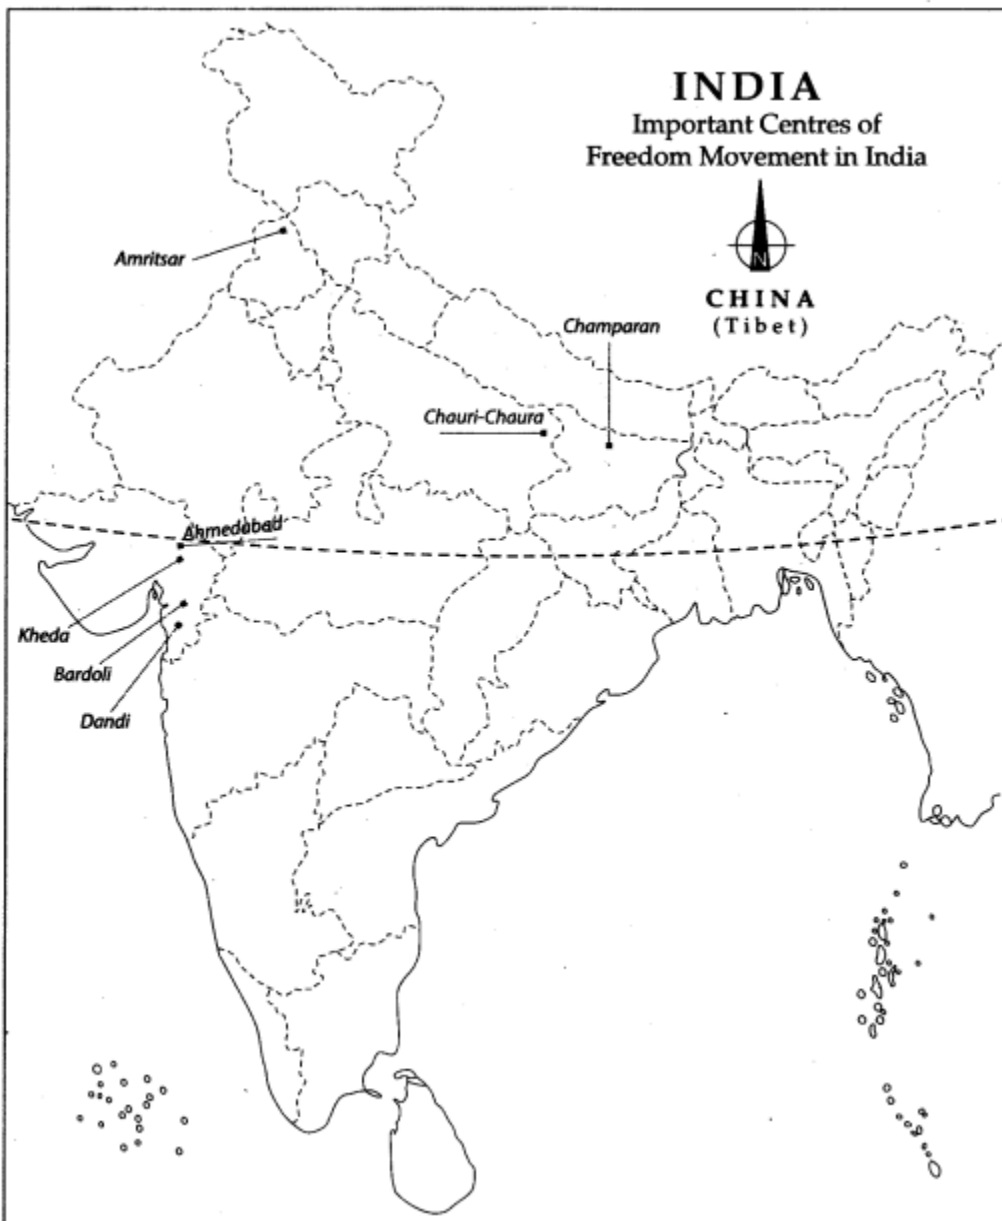 INDIA
Important Centres of
Freedom Movement in India
N
CHINA
(Tibet)
Amritsar
Champaran
Chauri-Chaura
Ahmedabad
Kheda
Bardoli
Dandi